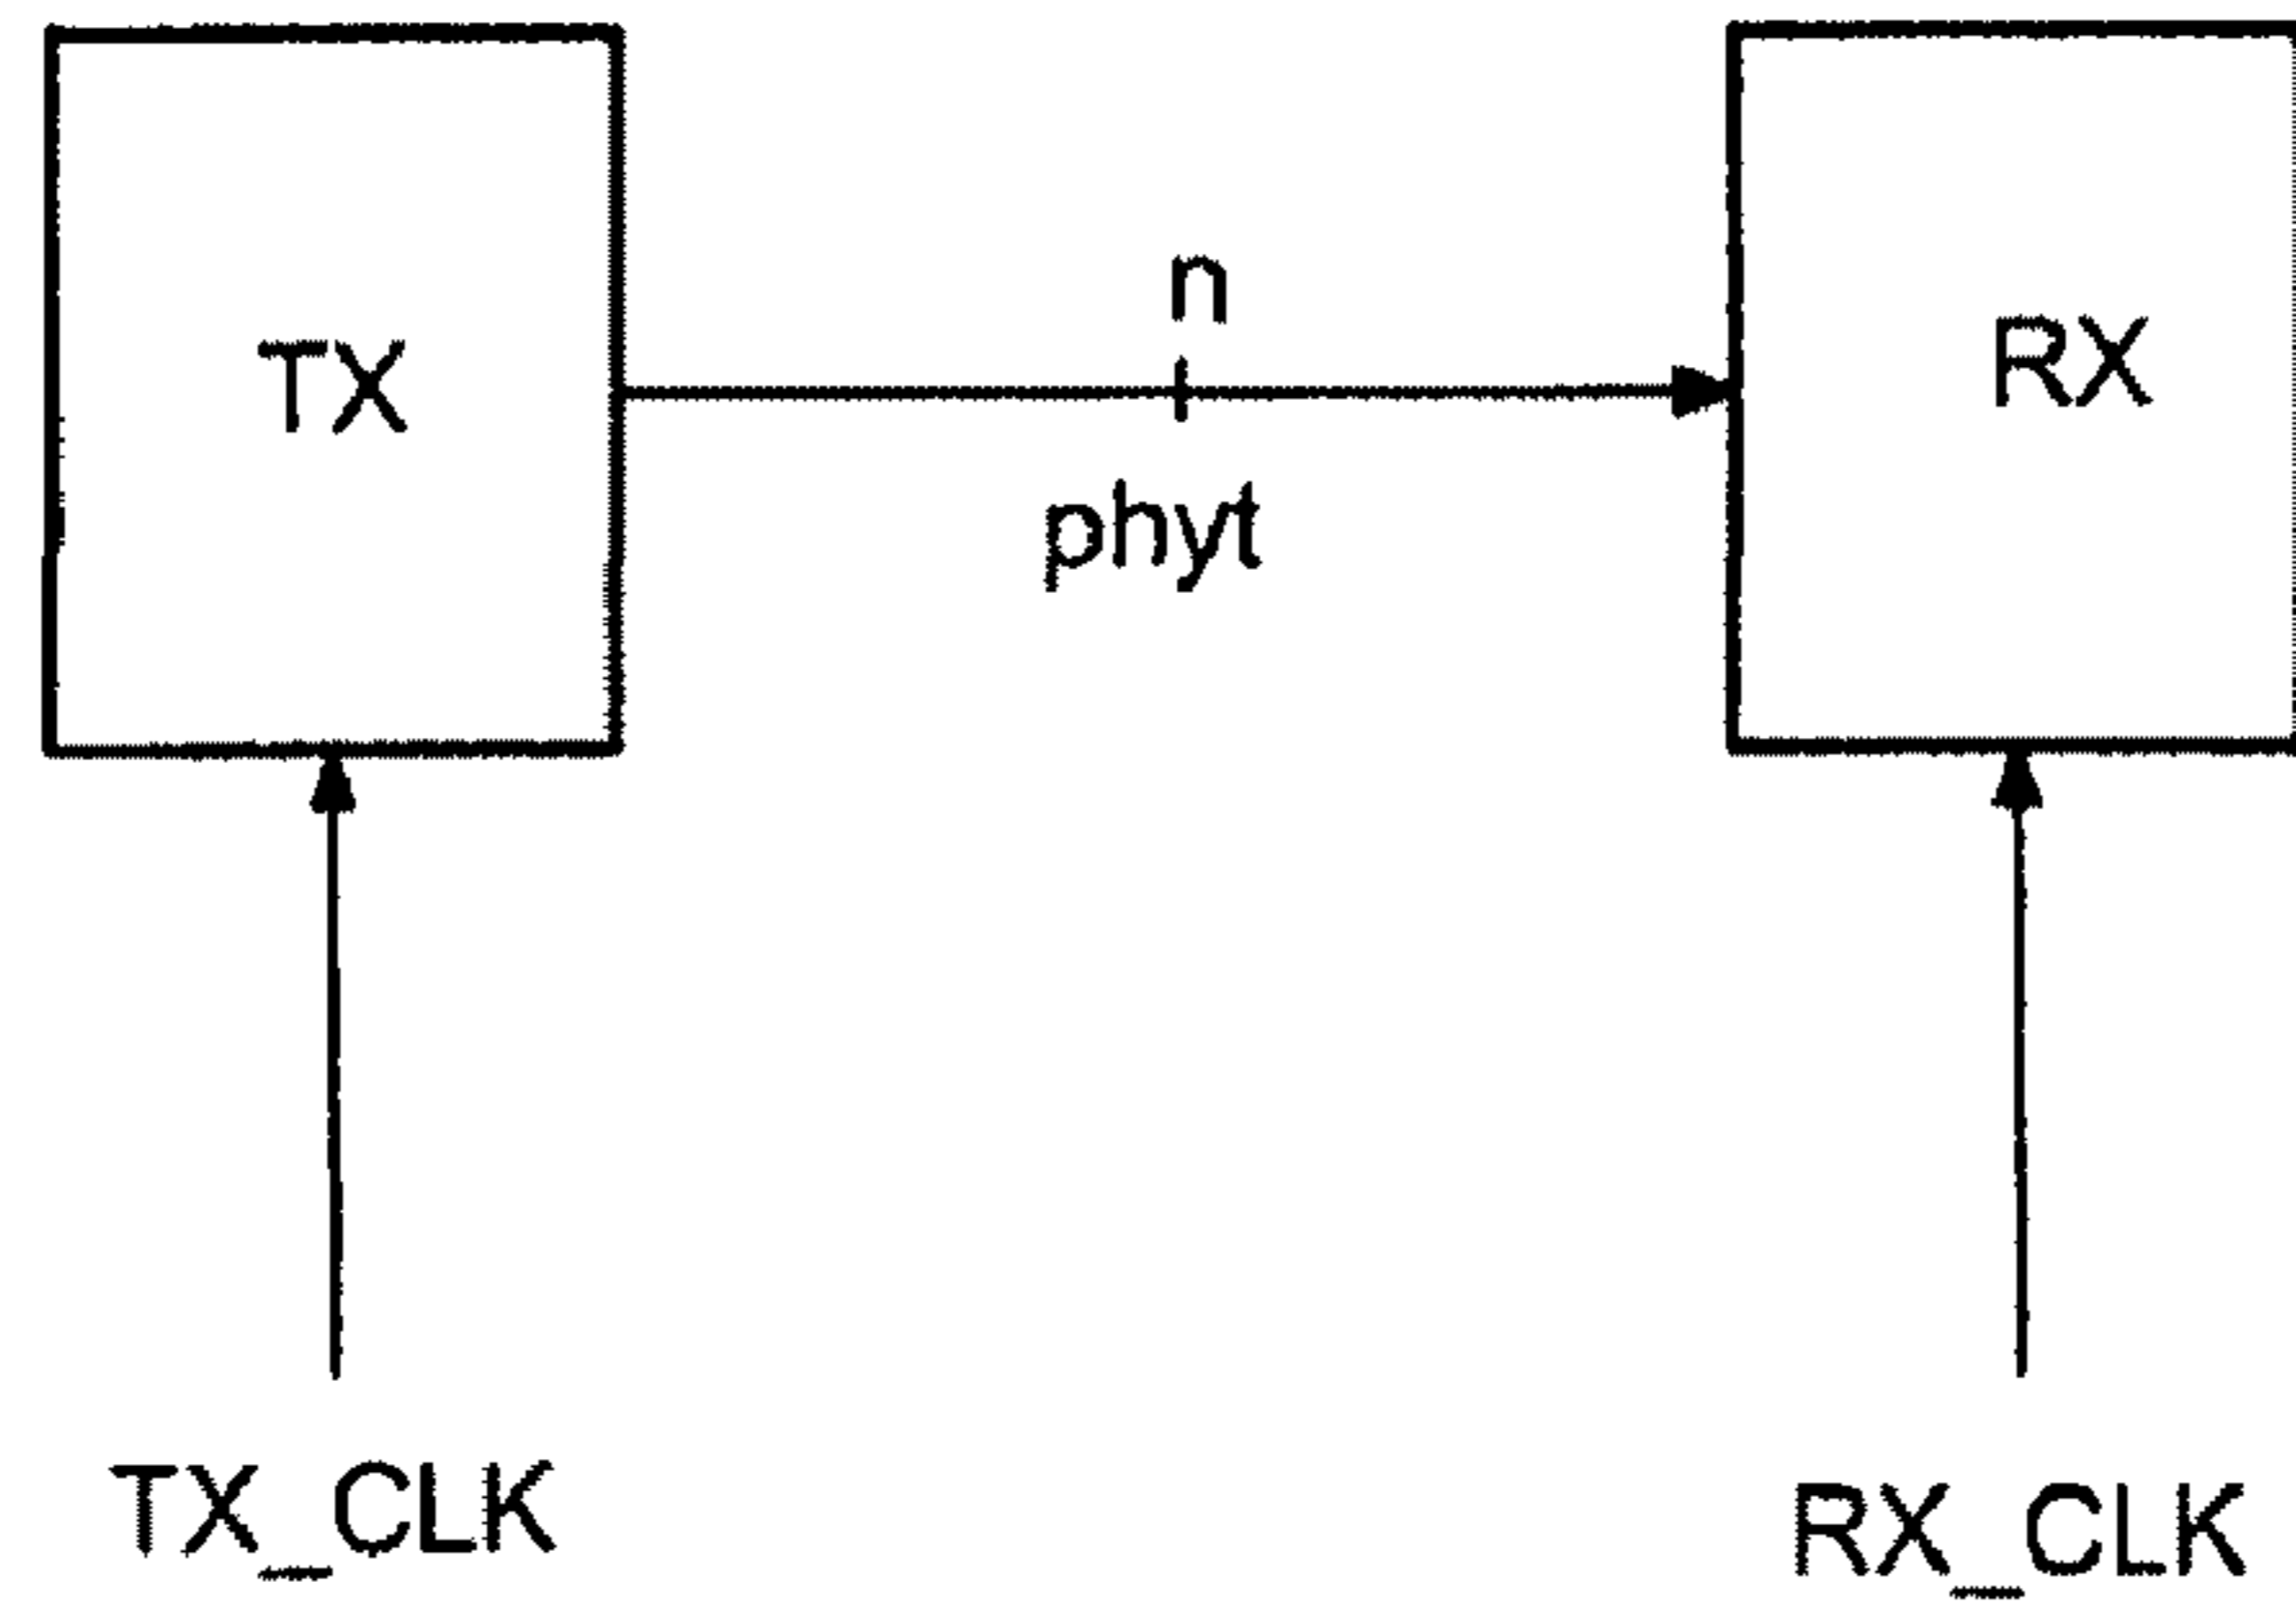 n
TX
RX
phyt
TX_CLK
RX_CLK